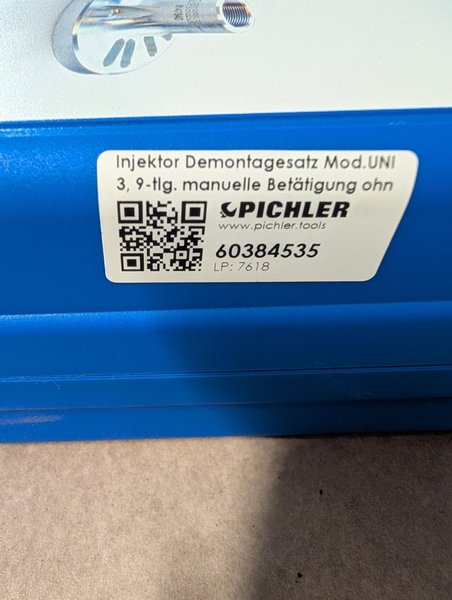 Injektor Demontagesatz Mod.UNI
3, 9-tlg. manuelle Betätigung ohn
PICHLER
www.pichler.tools
60384535
LP: 7618